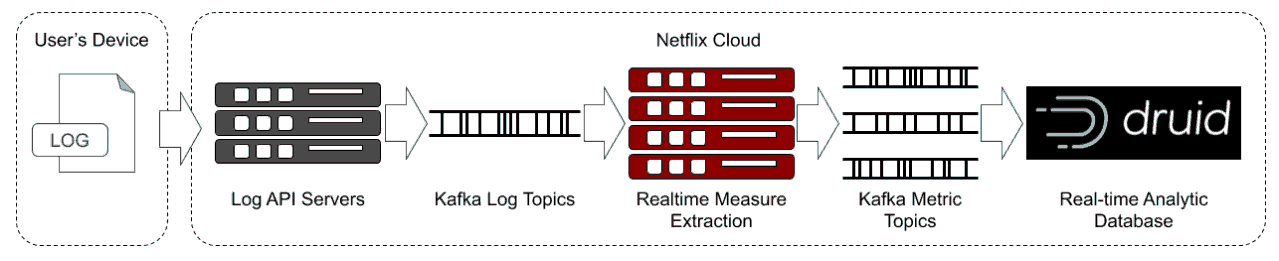 User's Device
Netflix Cloud
LOG
druid
Log API Servers
Kafka Log Topics
Realtime Measure
Extraction
Kafka Metric
Topics
Real-time Analytic
Database